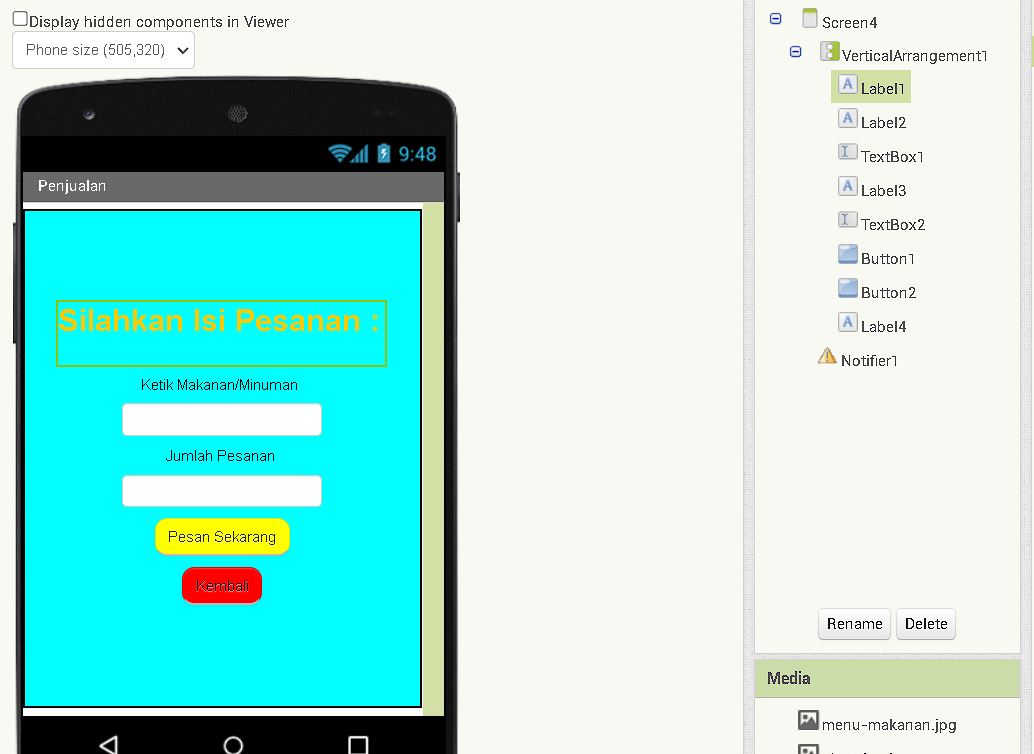 Display hidden components in Viewer
Phone size (505,320)
9:48
Penjualan
Silahkan Isi Pesanan :
Ketik Makanan/Minuman
Jumlah Pesanan
Pesan Sekarang
Kembali
Screen4
VerticalArrangement1
A Label1
A Label2
TextBox1
A Label3
TextBox2
Button1
Button2
A Label4
Notifier1
Rename Delete
Media
menu-makanan.jpg